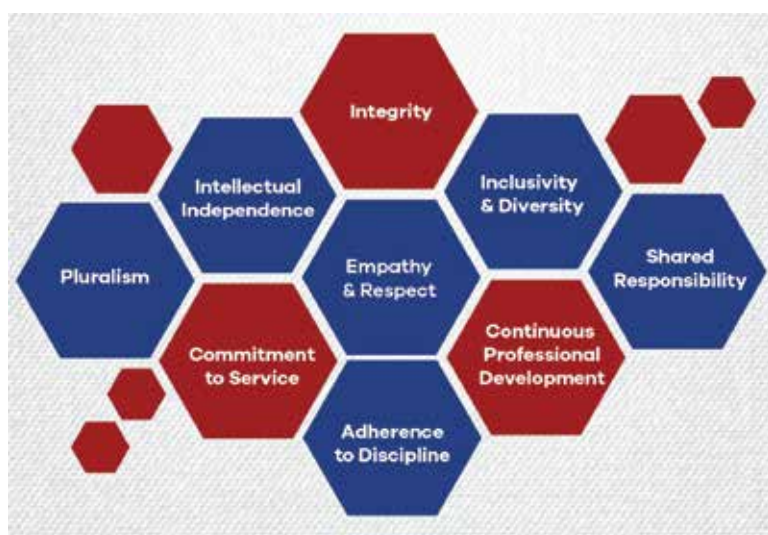 Integrity
Intellectual
Independence
Inclusivity
& Diversity
Pluralism
Empathy
& Respect
Shared
Responsibility
Commitment
to Service
Continuous
Professional
Development
Adherence
to Discipline